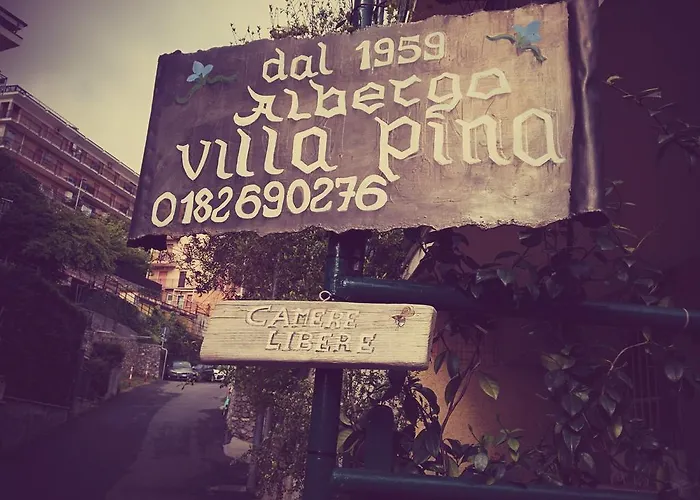 dal 1959
Albergo
villa pina
0182690276
CAMERE
LIBERE